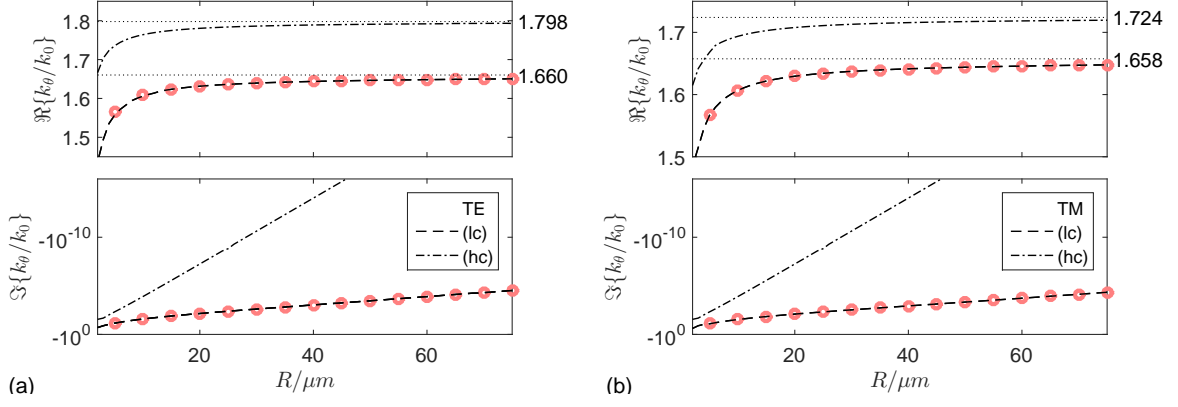 ℜ{k_θ/k_0}
1.8
1.7
1.6
1.5
1.798
1.660
ℑ{k_θ/k_0}
-10^-10
-10^0
TE
(lc)
(hc)
20
40
60
R/μm
(a)
ℜ{k_θ/k_0}
1.7
1.6
1.5
1.724
1.658
ℑ{k_θ/k_0}
-10^-10
-10^0
TM
(lc)
(hc)
20
40
60
R/μm
(b)